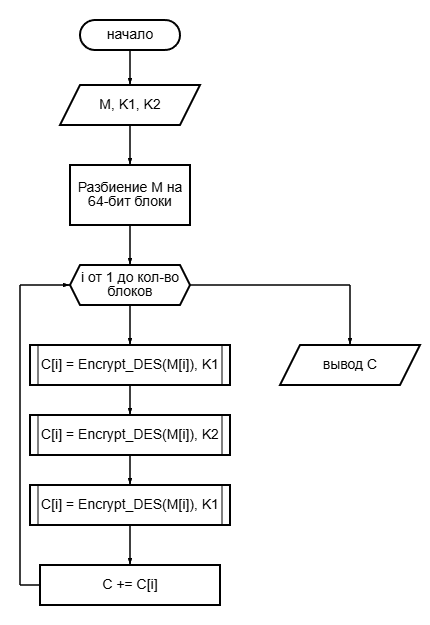 начало
M, K1, K2
Разбиение M на
64-бит блоки
i от 1 до кол-во
блоков
C[i] = Encrypt_DES(M[i]), K1
вывод C
C[i] = Encrypt_DES(M[i]), K2
C[i] = Encrypt_DES(M[i]), K1
C += C[i]